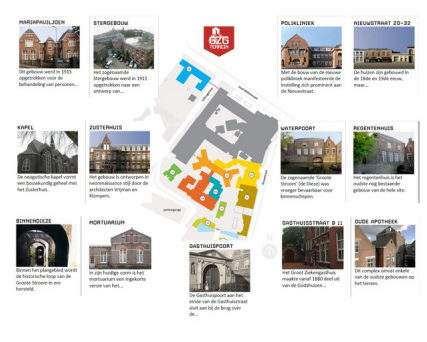 MARIAPAVILJOEN
Dit gebouw werd in 1915
opgetrokken voor de
behandeling van personen...
STERGEBOUW
Het zogenaamde
Stergebouw werd in 1911
opgetrokken naar een
ontwerp van...
GZG
TERREIN
POLIKLINIEK
Met de bouw van de nieuwe
polikliniek manifesteerde de
instelling zich prominent aan
de Nieuwstraat.
NIEUWSTRAAT 20-32
De huizen zijn gebouwd in
de 18de en 19de eeuw,
maar...
KAPEL
De neogotische kapel vormt
een bouwkundig geheel met
het Zusterhuis.
ZUSTERHUIS
Het gebouw is ontworpen in
neorenaissance stijl door de
architecten Vrijman en
Klompers.
WATERPOORT
De zogenaamde 'Groote
Stroom' (de Dieze) was
vroeger bevaarbaar voor
binnenschepen.
REGENTENHUIS
Het regentenhuis is het
oudste nog bestaande
gebouw van de hele site.
BINNENDIEZE
Binnen het plangebied wordt
de historische loop van de
Groote Stroom in ere
hersteld.
MORTUARIUM
In zijn huidige vorm is het
mortuarium een ingekorte
versie van het...
GASTHUISPOORT
De Gasthuispoort aan het
einde van de Gasthuisstraat
sluit aan bij de brug over
de...
N
GASTHUISSTRAAT 9 11
Het Groot Ziekengasthuis
maakte vanaf 1880 deel uit
van de Godshuizen...
OUDE APOTHEEK
Dit complex omvat enkele
van de oudste gebouwen op
het terrein.